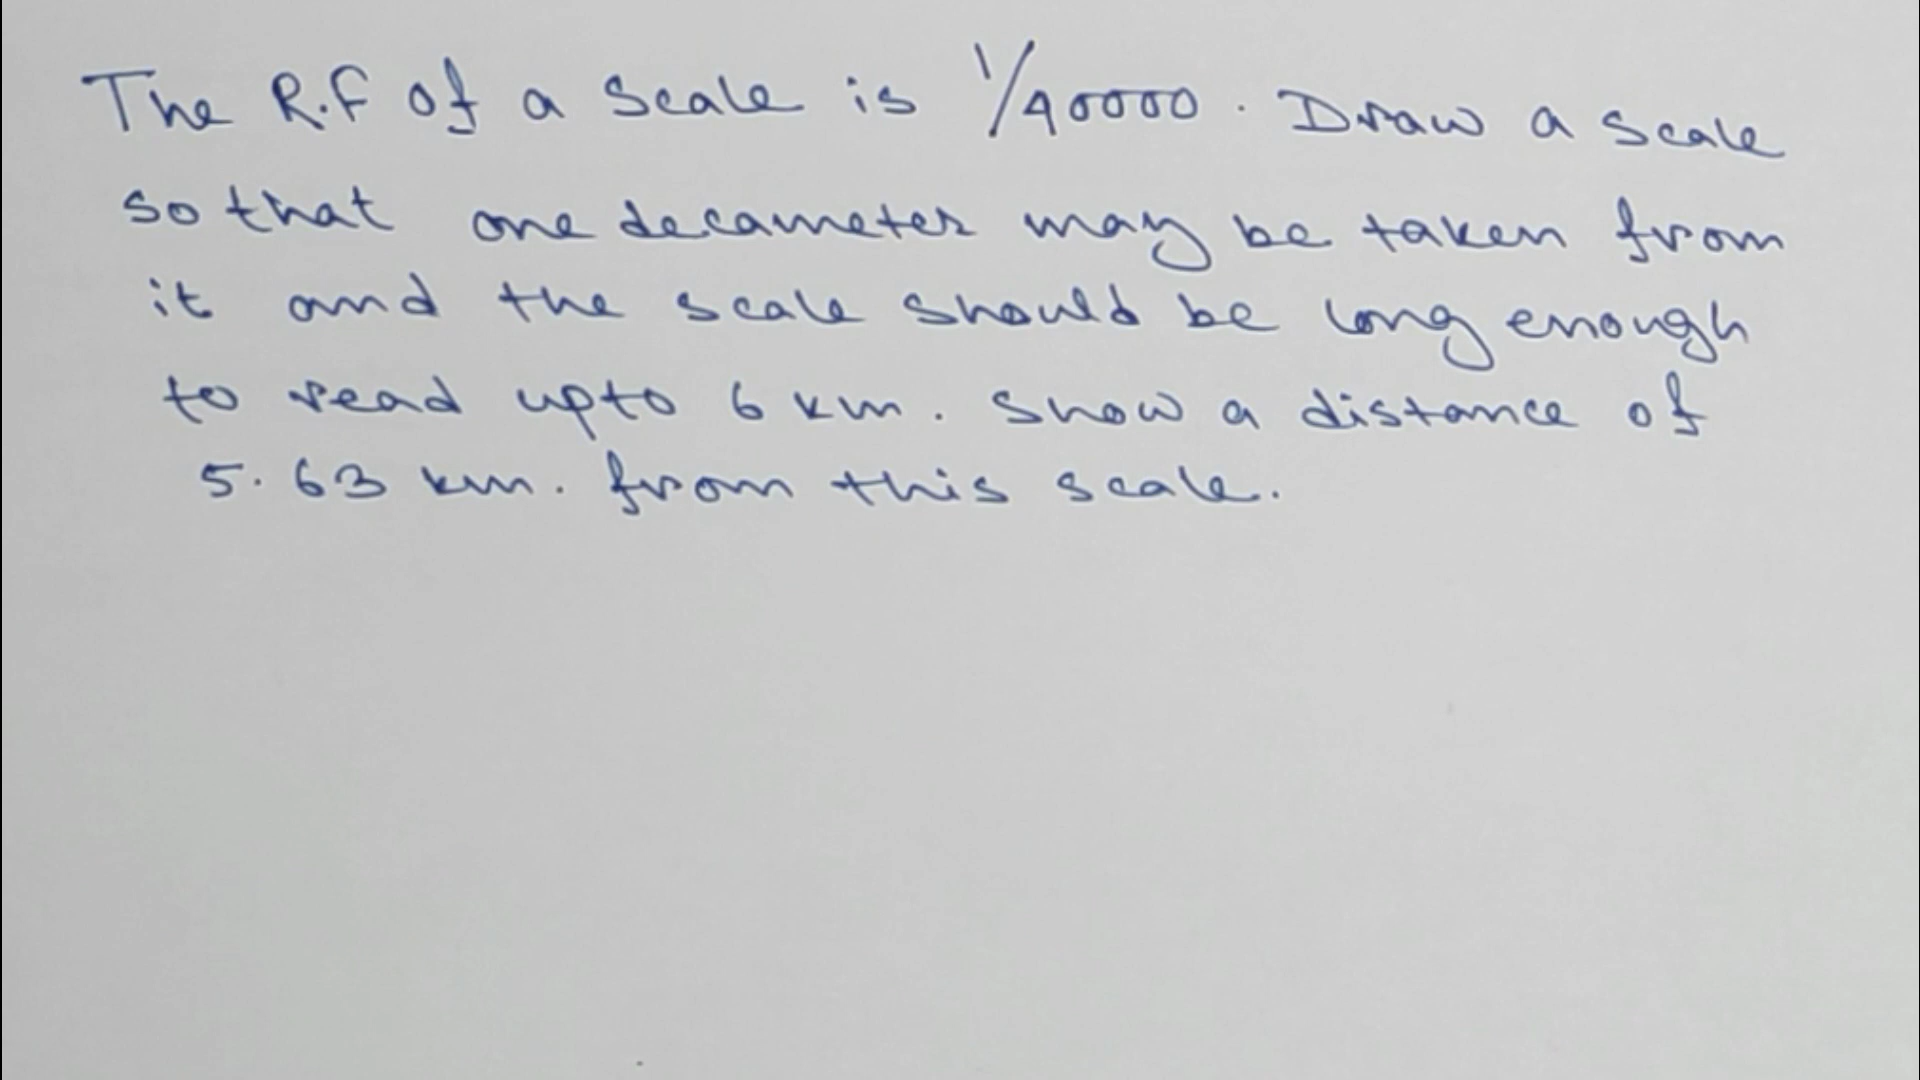 The R.F of a scale is 1/40000. Draw a scale
so that one decameter may be taken from
it and the scale should be long enough
to read upto 6 km. Show a distance of
5.63 km. from this scale.